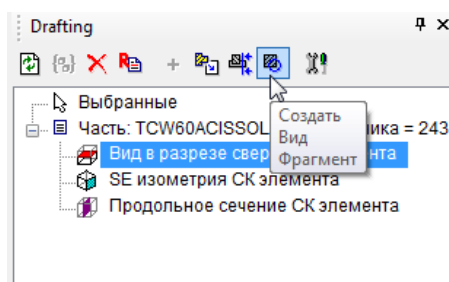 Drafting
Выбранные
Часть: TCW60ACISSOL ика = 243
Вид в разрезе свер нта
SE изометрия СК элемента
Продольное сечение СК элемента
Создать
Вид
Фрагмент